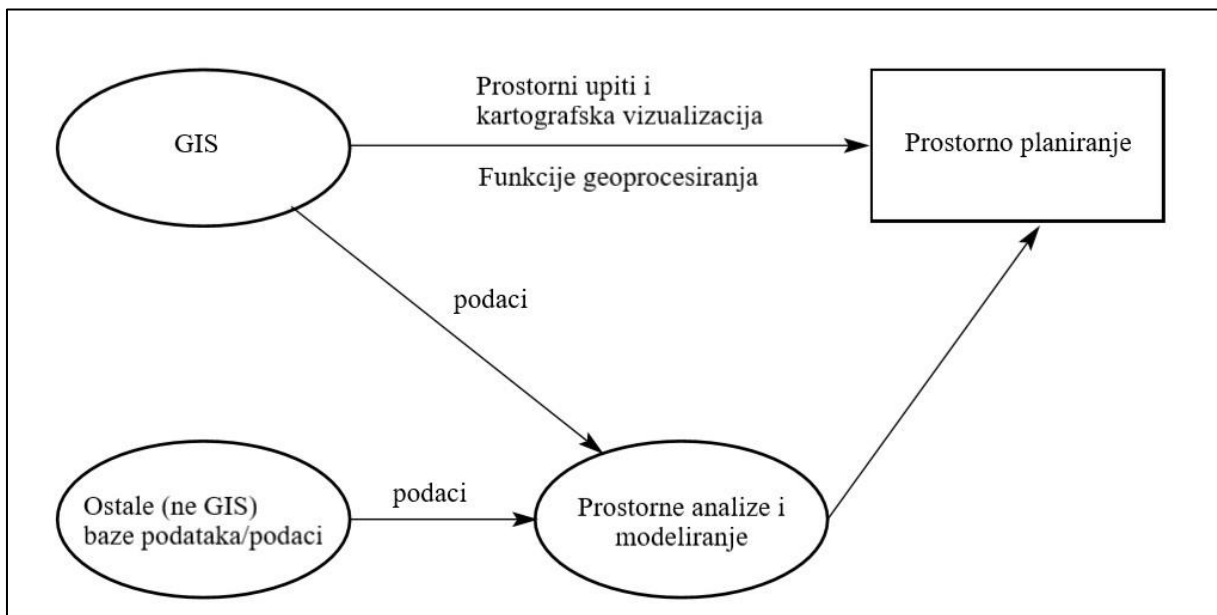 GIS
Prostorni upiti i
kartografska vizualizacija
Funkcije geoprocesiranja
Prostorno planiranje
podaci
Ostale (ne GIS)
baze podataka/podaci
podaci
Prostorne analize i
modeliranje